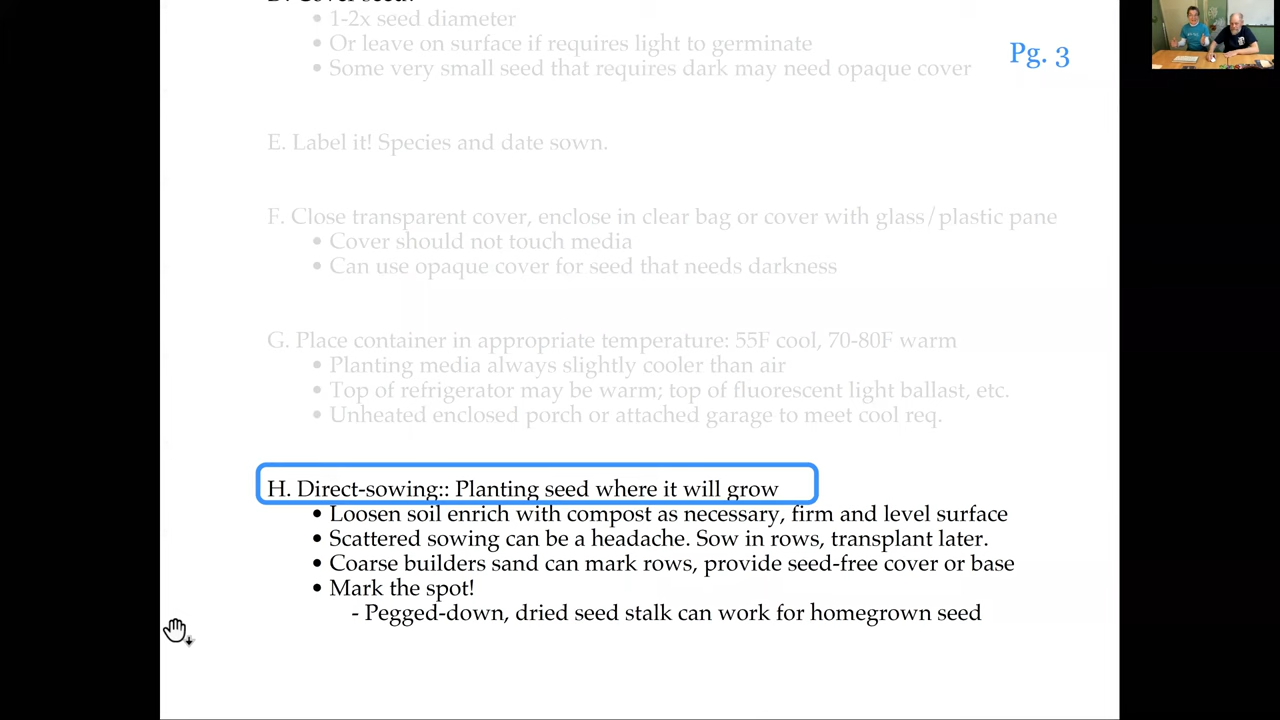 D. Cover seed:
• 1-2x seed diameter
• Or leave on surface if requires light to germinate
• Some very small seed that requires dark may need opaque cover
Pg. 3
E. Label it! Species and date sown.
F. Close transparent cover, enclose in clear bag or cover with glass/plastic pane
• Cover should not touch media
• Can use opaque cover for seed that needs darkness
G. Place container in appropriate temperature: 55F cool, 70-80F warm
• Planting media always slightly cooler than air
• Top of refrigerator may be warm; top of fluorescent light ballast, etc.
• Unheated enclosed porch or attached garage to meet cool req.
H. Direct-sowing:: Planting seed where it will grow
• Loosen soil enrich with compost as necessary, firm and level surface
• Scattered sowing can be a headache. Sow in rows, transplant later.
• Coarse builders sand can mark rows, provide seed-free cover or base
• Mark the spot!
- Pegged-down, dried seed stalk can work for homegrown seed